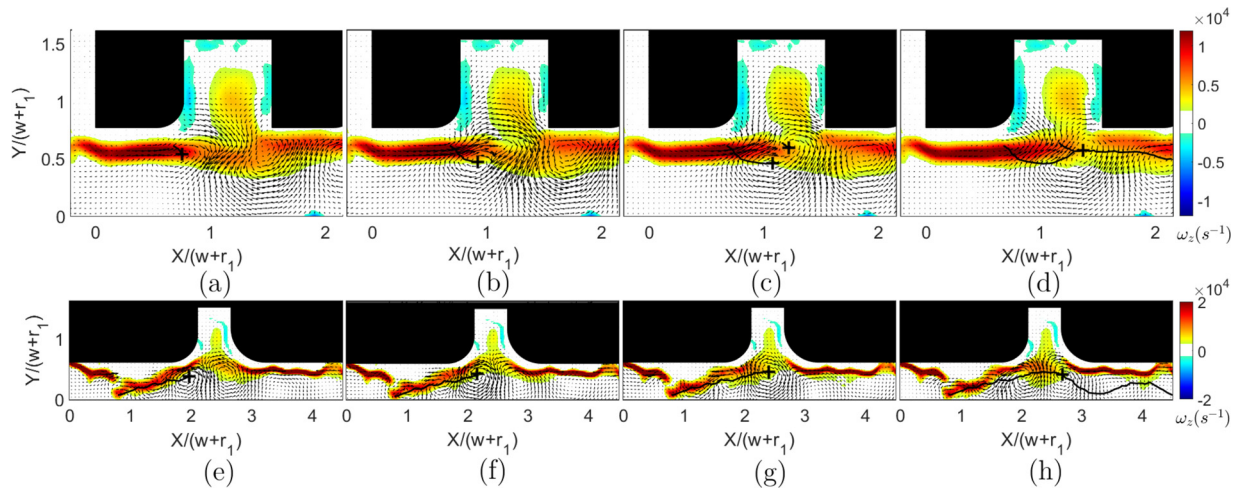 ×10⁴
1.5
1
0.5
0
Y/(w+r₁)
1
0.5
0
-0.5
-1
ω_z(s⁻¹)
0 1 2 0 1 2 0 1 2 0 1 2
X/(w+r₁) X/(w+r₁) X/(w+r₁) X/(w+r₁)
(a) (b) (c) (d)
×10⁴
1
0
Y/(w+r₁)
2
0
-2
ω_z(s⁻¹)
0 1 2 3 4 0 1 2 3 4 0 1 2 3 4 0 1 2 3 4
X/(w+r₁) X/(w+r₁) X/(w+r₁) X/(w+r₁)
(e) (f) (g) (h)